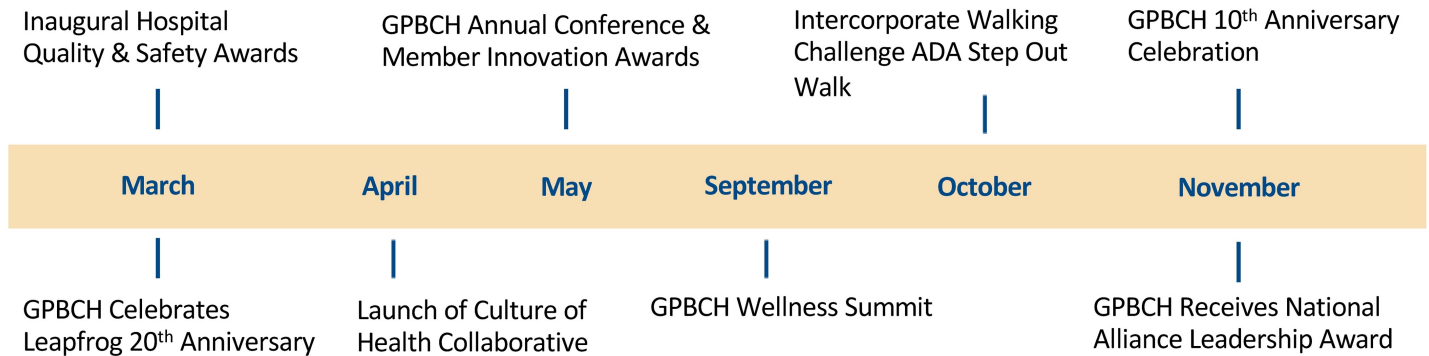 Inaugural Hospital
Quality & Safety Awards
GPBCH Annual Conference &
Member Innovation Awards
Intercorporate Walking
Challenge ADA Step Out
Walk
GPBCH 10th Anniversary
Celebration
March
April
May
September
October
November
GPBCH Celebrates
Leapfrog 20th Anniversary
Launch of Culture of
Health Collaborative
GPBCH Wellness Summit
GPBCH Receives National
Alliance Leadership Award